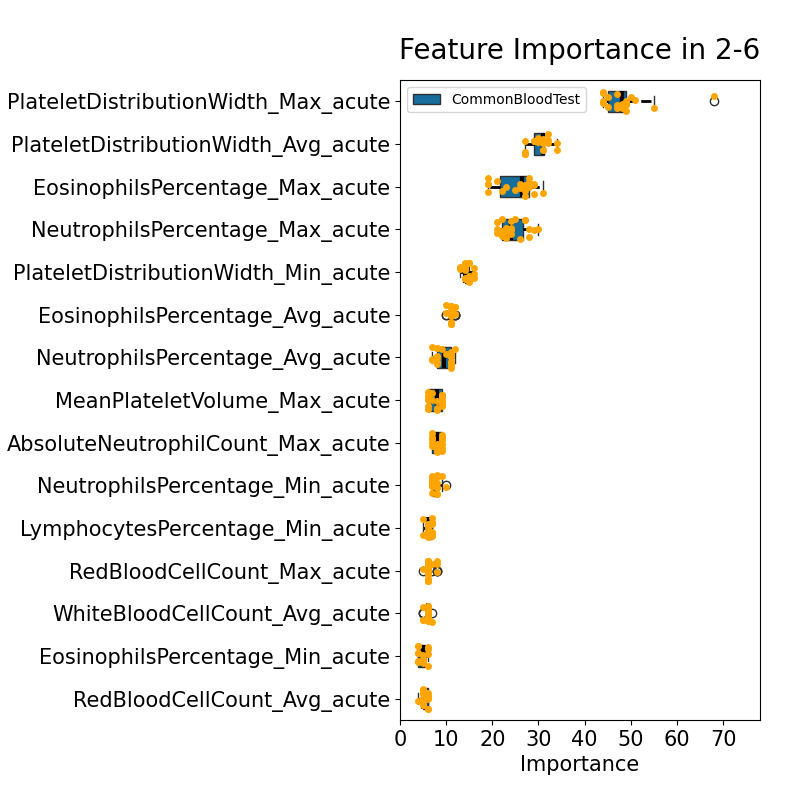 Feature Importance in 2-6
CommonBloodTest
PlateletDistributionWidth_Max_acute
PlateletDistributionWidth_Avg_acute
EosinophilsPercentage_Max_acute
NeutrophilsPercentage_Max_acute
PlateletDistributionWidth_Min_acute
EosinophilsPercentage_Avg_acute
NeutrophilsPercentage_Avg_acute
MeanPlateletVolume_Max_acute
AbsoluteNeutrophilCount_Max_acute
NeutrophilsPercentage_Min_acute
LymphocytesPercentage_Min_acute
RedBloodCellCount_Max_acute
WhiteBloodCellCount_Avg_acute
EosinophilsPercentage_Min_acute
RedBloodCellCount_Avg_acute
0 10 20 30 40 50 60 70
Importance